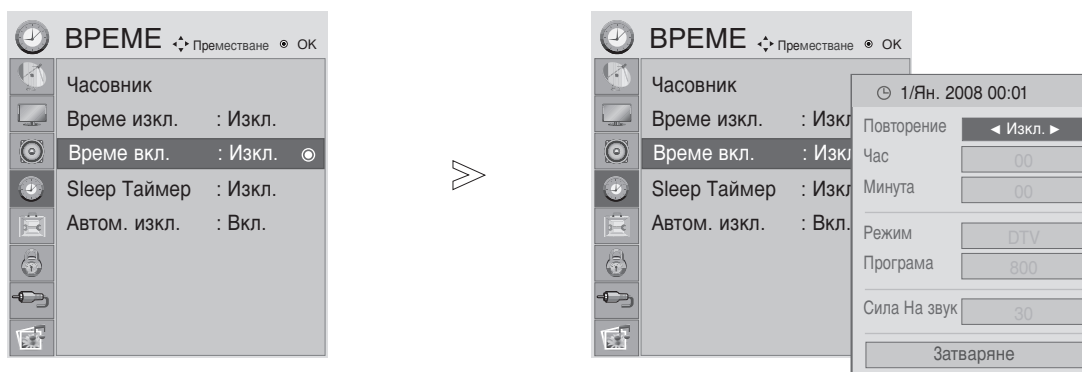 ВРЕМЕ Преместване OK
Часовник
Време изкл. : Изкл.
Време вкл. : Изкл.
Sleep Таймер : Изкл.
Автом. изкл. : Вкл.
ВРЕМЕ Преместване OK
Часовник
Време изкл. : Изкл
Време вкл. : Изкл
Sleep Таймер : Изкл
Автом. изкл. : Вкл.
1/Ян. 2008 00:01
Повторение ◄ Изкл. ►
Час 00
Минута 00
Режим DTV
Програма 800
Сила На звук 30
Затваряне